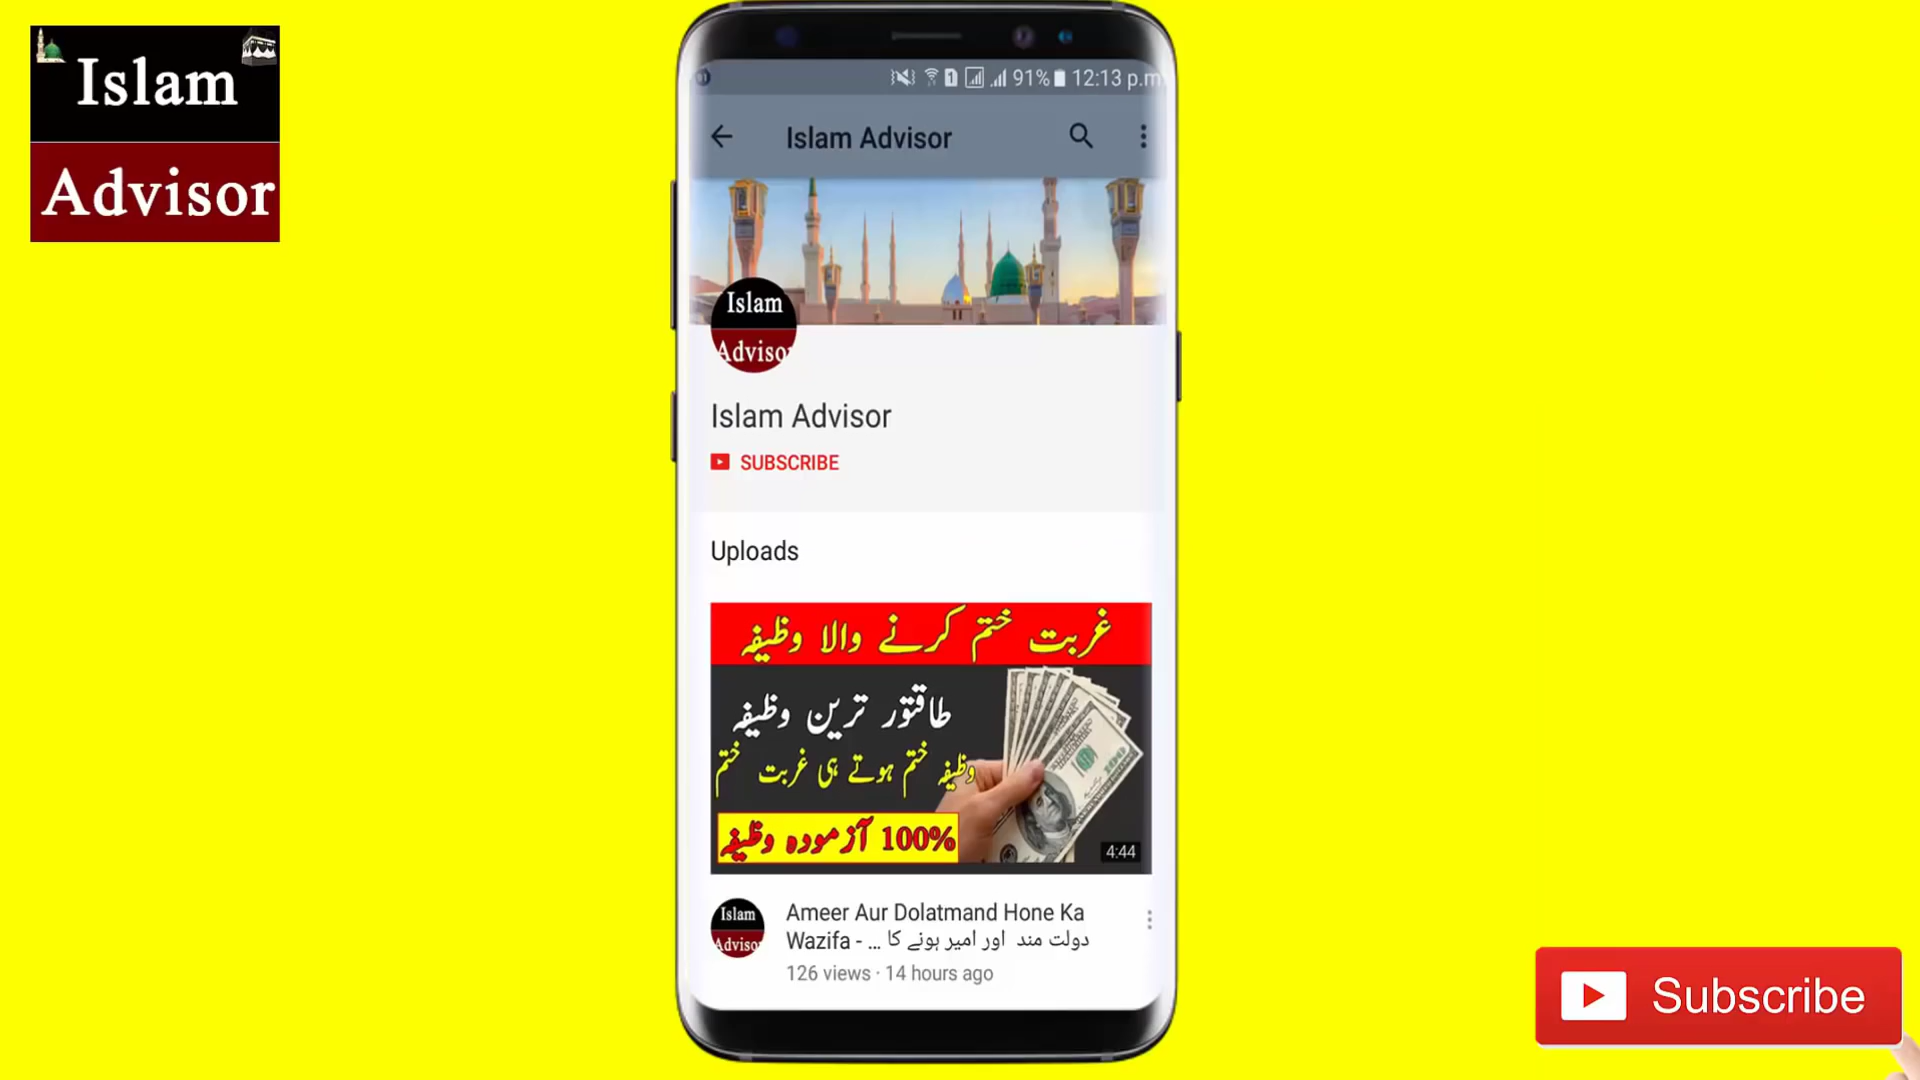 Islam
Advisor
91% 12:13 p.m
Islam Advisor
Islam
Advisor
Islam Advisor
SUBSCRIBE
Uploads
غربت ختم کرنے والا وظیفہ
طاقتور ترین وظیفہ
وظیفہ ختم ہوتے ہی غربت ختم
100% آزمودہ وظیفہ
4:44
Islam
Advisor
Ameer Aur Dolatmand Hone Ka
Wazifa - ... دولت مند اور امیر ہونے کا
126 views · 14 hours ago
Subscribe